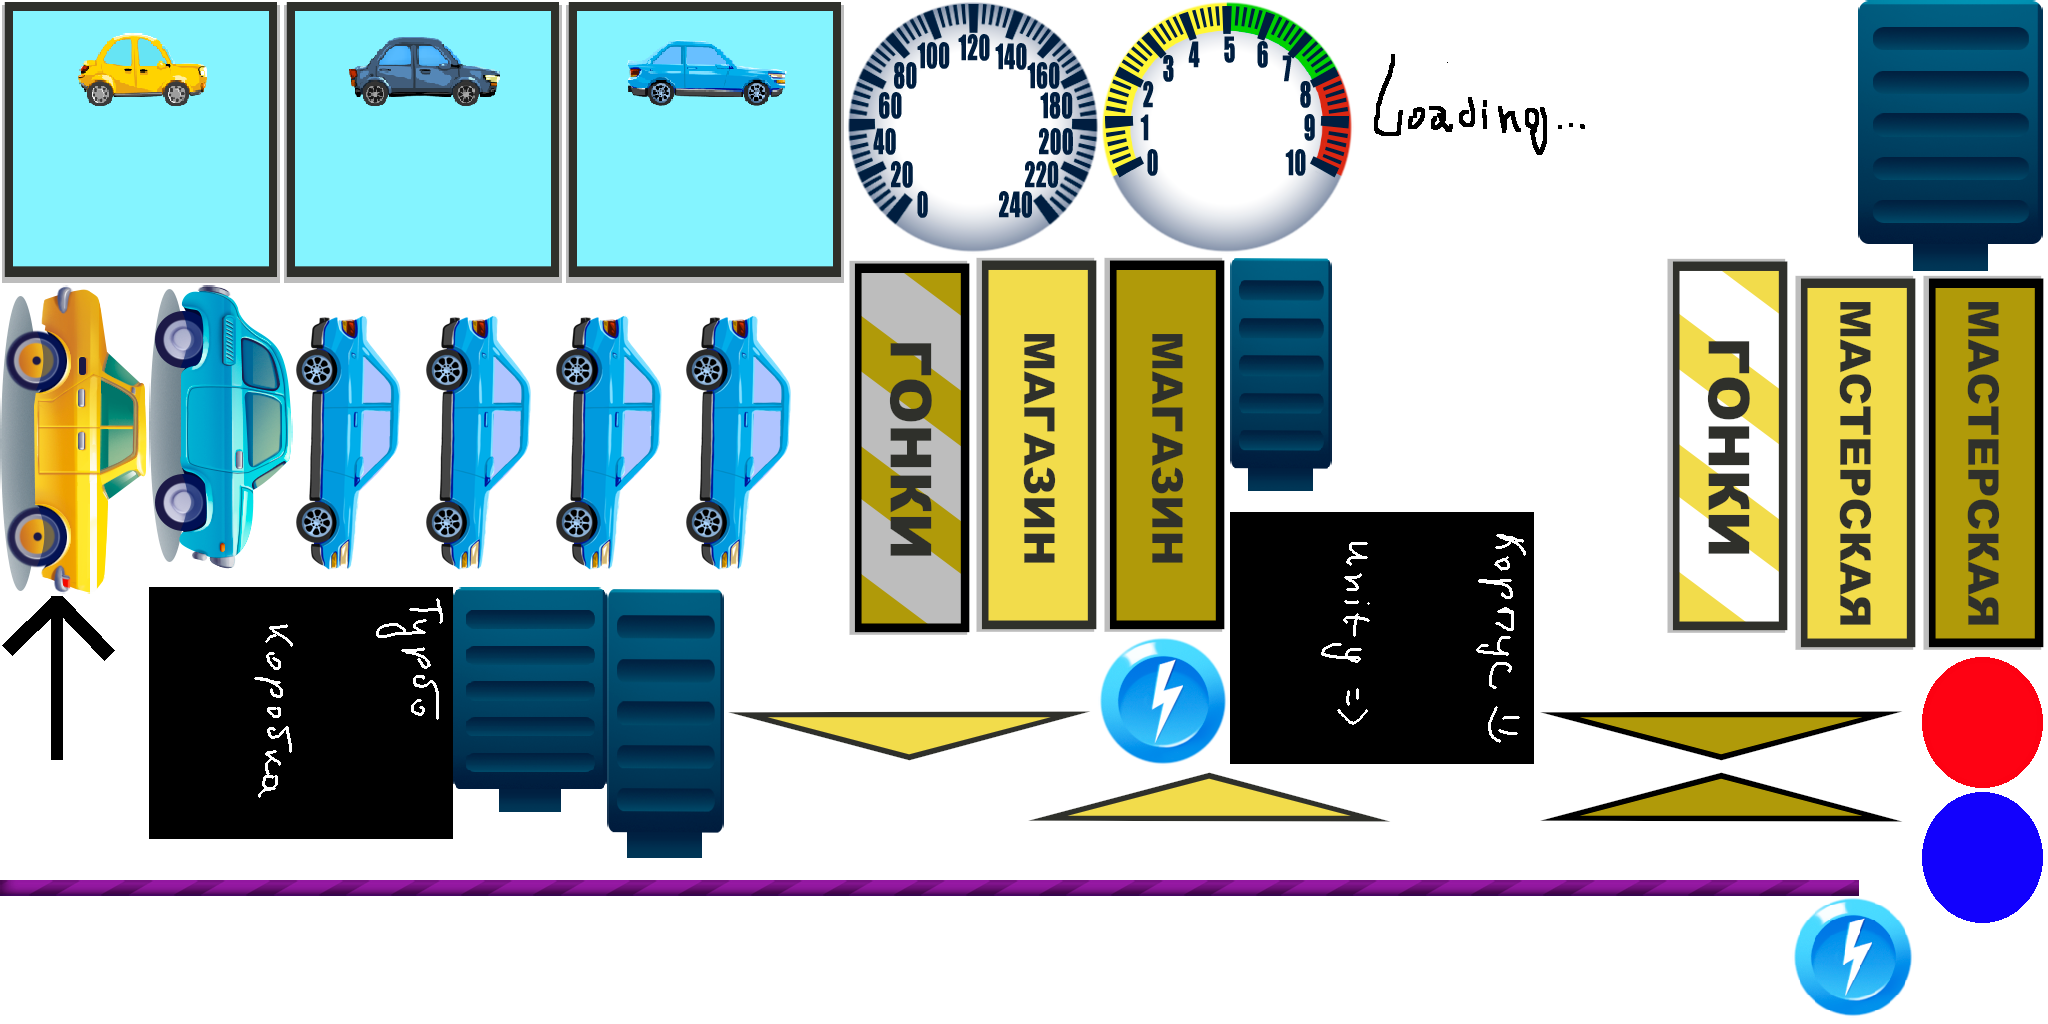 0 20 40 60 80 100 120 140 160 180 200 220 240
0 1 2 3 4 5 6 7 8 9 10
Loading...
ГОНКИ
МАГАЗИН
МАГАЗИН
ГОНКИ
МАСТЕРСКАЯ
МАСТЕРСКАЯ
Турбо
Коробка
Корпус =)
unity =>